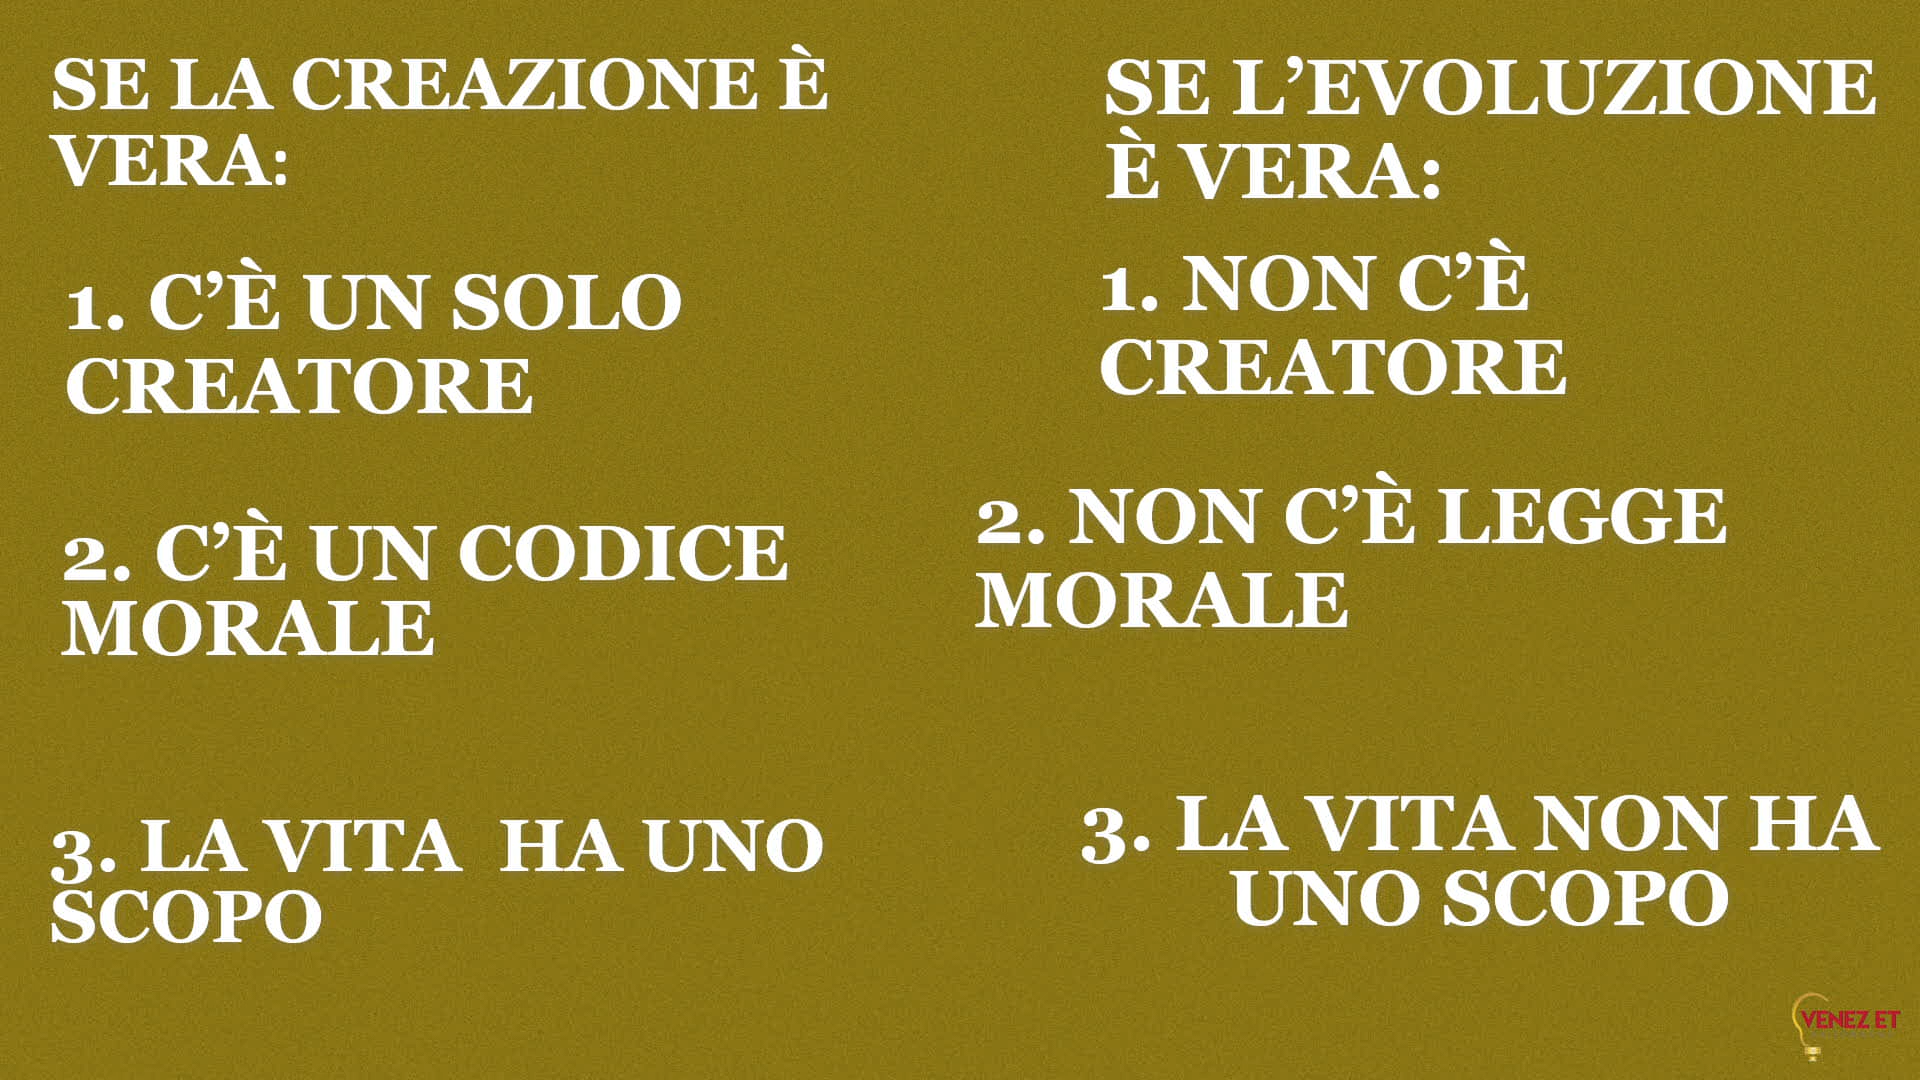 SE LA CREAZIONE È
VERA:
1. C'È UN SOLO
CREATORE
2. C'È UN CODICE
MORALE
3. LA VITA  HA UNO
SCOPO
SE L'EVOLUZIONE
È VERA:
1. NON C'È
CREATORE
2. NON C'È LEGGE
MORALE
3. LA VITA NON HA
UNO SCOPO
VENEZ ET